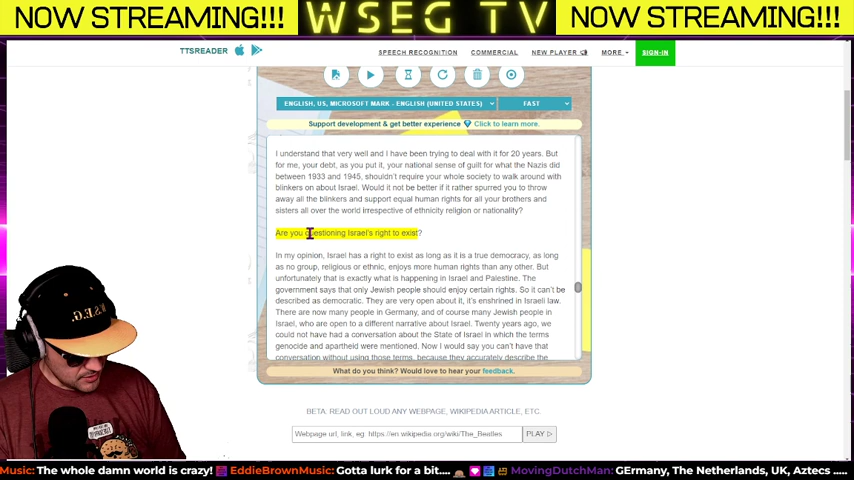 NOW STREAMING!!! WSEG TV NOW STREAMING!!!
TTSREADER SPEECH RECOGNITION COMMERCIAL NEW PLAYER MORE SIGN-IN
ENGLISH, US, MICROSOFT MARK - ENGLISH (UNITED STATES) FAST
Support development & get better experience Click to learn more.
I understand that very well and I have been trying to deal with it for 20 years. But
for me, your debt, as you put it, your national sense of guilt for what the Nazis did
between 1933 and 1945, shouldn't require your whole society to walk around with
blinkers on about Israel. Would it not be better if it rather spurred you to throw
away all the blinkers and support equal human rights for all your brothers and
sisters all over the world irrespective of ethnicity religion or nationality?
Are you questioning Israel's right to exist?
In my opinion, Israel has a right to exist as long as it is a true democracy, as long
as no group, religious or ethnic, enjoys more human rights than any other. But
unfortunately that is exactly what is happening in Israel and Palestine. The
government says that only Jewish people should enjoy certain rights. So it can't be
described as democratic. They are very open about it, it's enshrined in Israeli law.
There are now many people in Germany, and of course many Jewish people in
Israel, who are open to a different narrative about Israel. Twenty years ago, we
could not have had a conversation about the State of Israel in which the terms
genocide and apartheid were mentioned. Now I would say you can't have that
conversation without using those terms, because they accurately describe the
What do you think? Would love to hear your feedback.
BETA. READ OUT LOUD ANY WEBPAGE, WIKIPEDIA ARTICLE, ETC.
Webpage url, link, eg. https://en.wikipedia.org/wiki/The_Beatles PLAY ▷
W.S.E.G.
Music: The whole damn world is crazy! EddieBrownMusic: Gotta lurk for a bit.... MovingDutchMan: GErmany, The Netherlands, UK, Aztecs .....